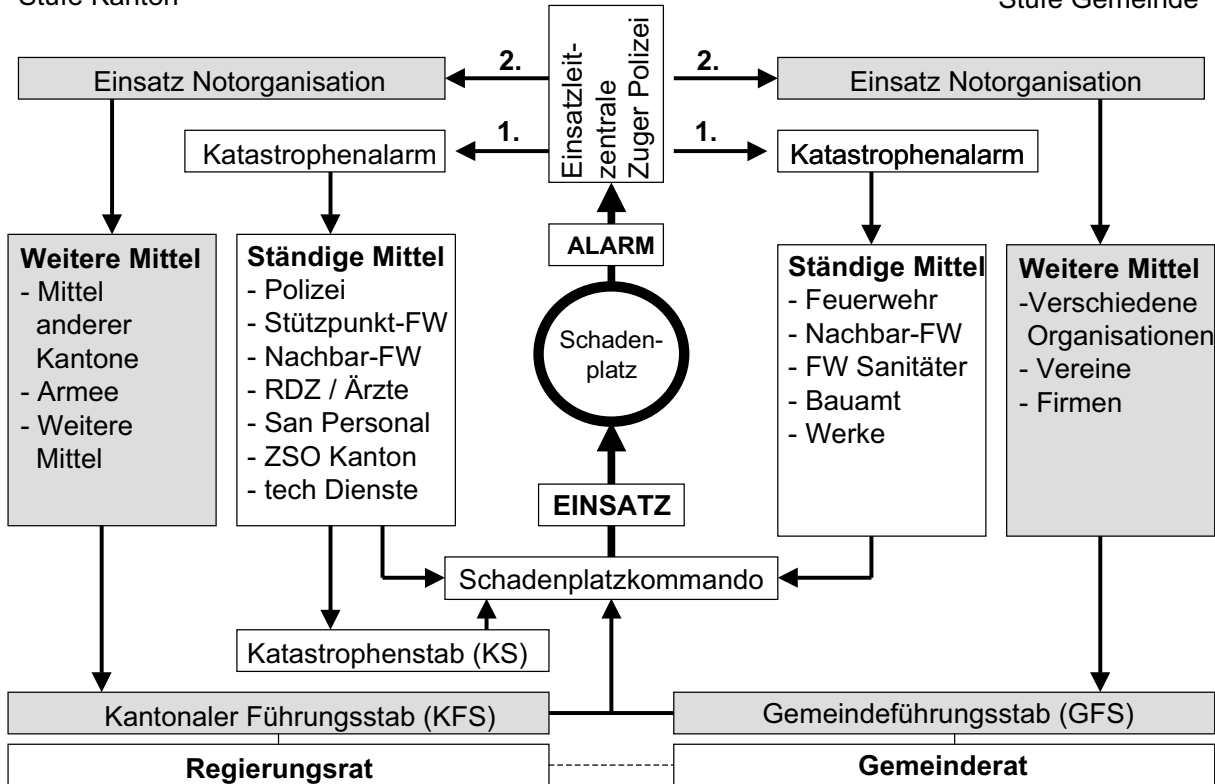 Stufe Kanton
Stufe Gemeinde
Einsatzleit-
zentrale
Zuger Polizei
2.
2.
Einsatz Notorganisation
Einsatz Notorganisation
1.
1.
Katastrophenalarm
Katastrophenalarm
ALARM
Weitere Mittel
- Mittel
anderer
Kantone
- Armee
- Weitere
Mittel
Ständige Mittel
- Polizei
- Stützpunkt-FW
- Nachbar-FW
- RDZ / Ärzte
- San Personal
- ZSO Kanton
- tech Dienste
Schaden-
platz
Ständige Mittel
- Feuerwehr
- Nachbar-FW
- FW Sanitäter
- Bauamt
- Werke
Weitere Mittel
-Verschiedene
Organisationen
- Vereine
- Firmen
EINSATZ
Schadenplatzkommando
Katastrophenstab (KS)
Kantonaler Führungsstab (KFS)
Gemeindeführungsstab (GFS)
Regierungsrat
Gemeinderat